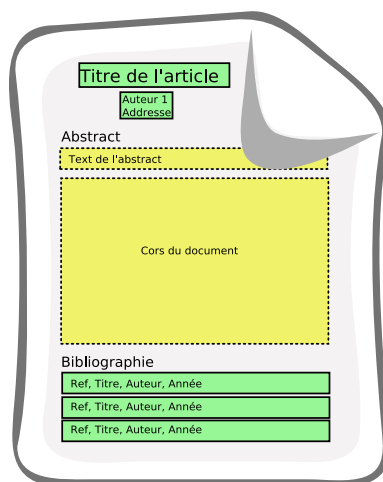 Titre de l'article
Auteur 1
Addresse
Abstract
Text de l'abstract
Cors du document
Bibliographie
Ref, Titre, Auteur, Année
Ref, Titre, Auteur, Année
Ref, Titre, Auteur, Année